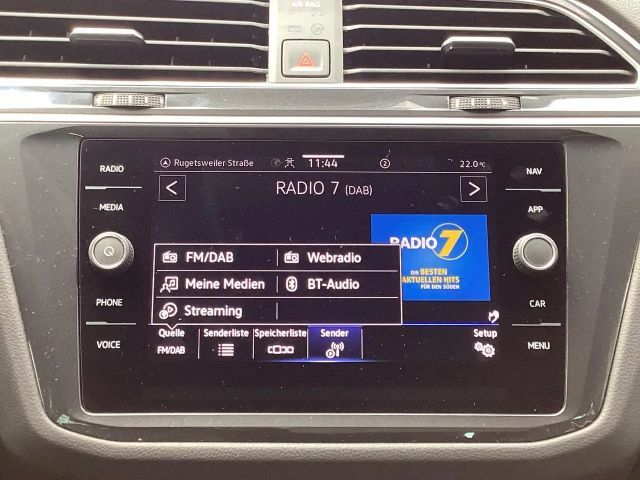 AIR BAG
RADIO
MEDIA
PHONE
VOICE
Rugetsweiler Straße 11:44 2 22.0°C
< RADIO 7 (DAB) >
RADIO 7
DIE BESTEN
AKTUELLEN HITS
FÜR DEN SÜDEN
FM/DAB Webradio
Meine Medien BT-Audio
Streaming
Quelle Senderliste Speicherliste Sender Setup
FM/DAB
NAV
APP
CAR
MENU